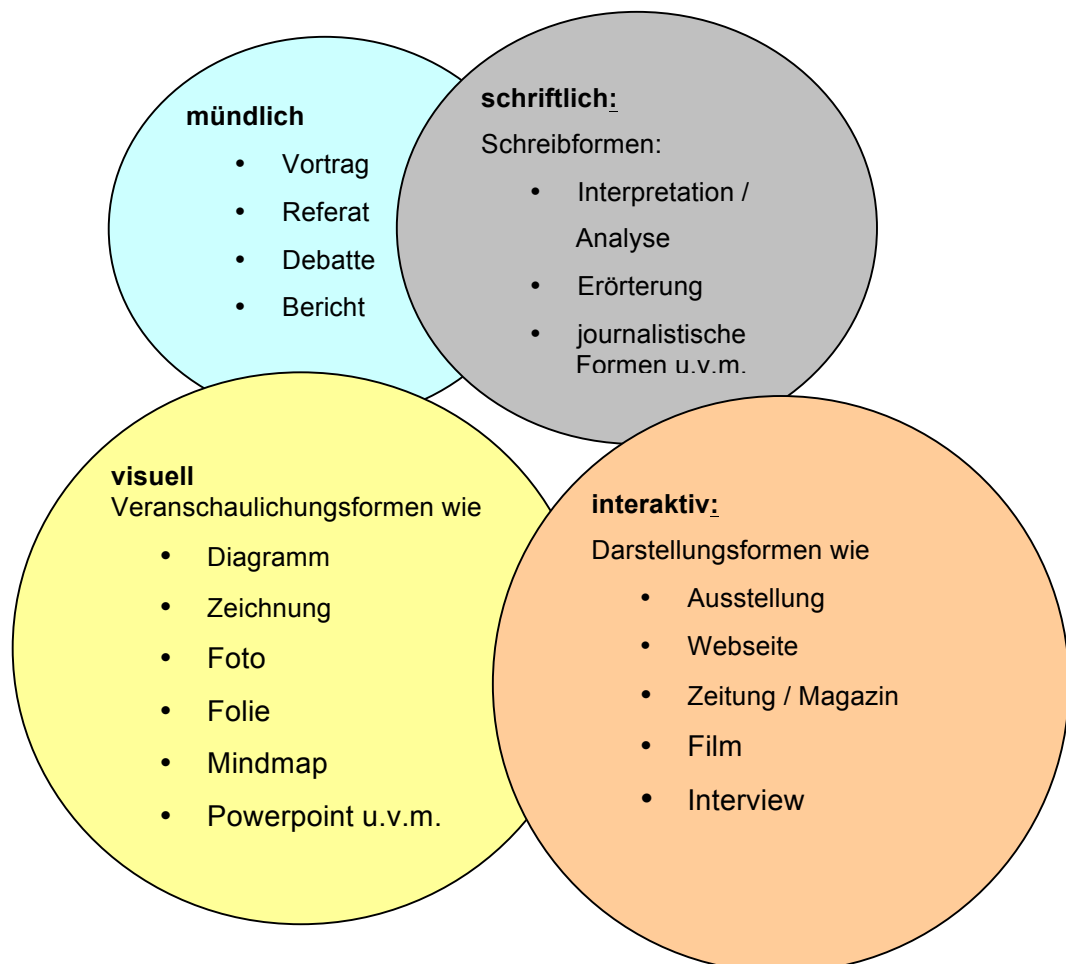 mündlich
• Vortrag
• Referat
• Debatte
• Bericht
schriftlich:
Schreibformen:
• Interpretation /
Analyse
• Erörterung
• journalistische
Formen u.v.m.
visuell
Veranschaulichungsformen wie
• Diagramm
• Zeichnung
• Foto
• Folie
• Mindmap
• Powerpoint u.v.m.
interaktiv:
Darstellungsformen wie
• Ausstellung
• Webseite
• Zeitung / Magazin
• Film
• Interview